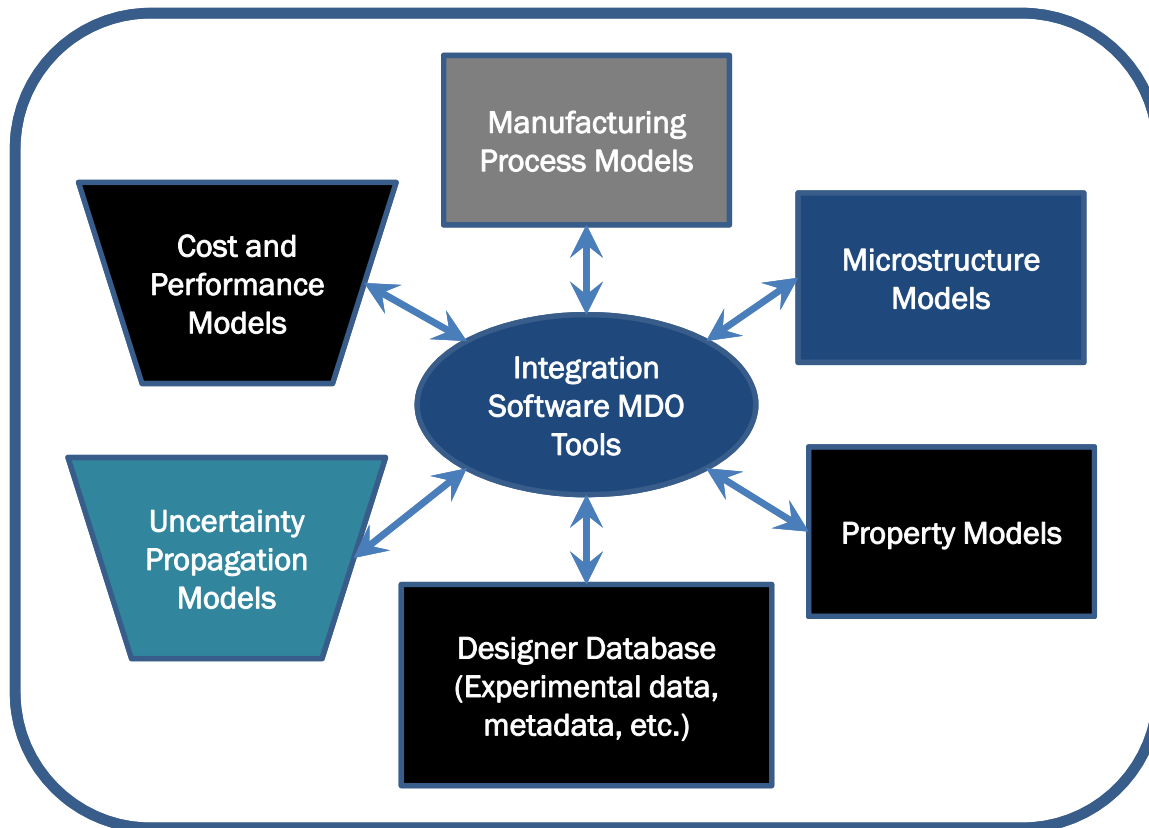 Manufacturing
Process Models
Cost and
Performance
Models
Microstructure
Models
Integration
Software MDO
Tools
Uncertainty
Propagation
Models
Property Models
Designer Database
(Experimental data,
metadata, etc.)